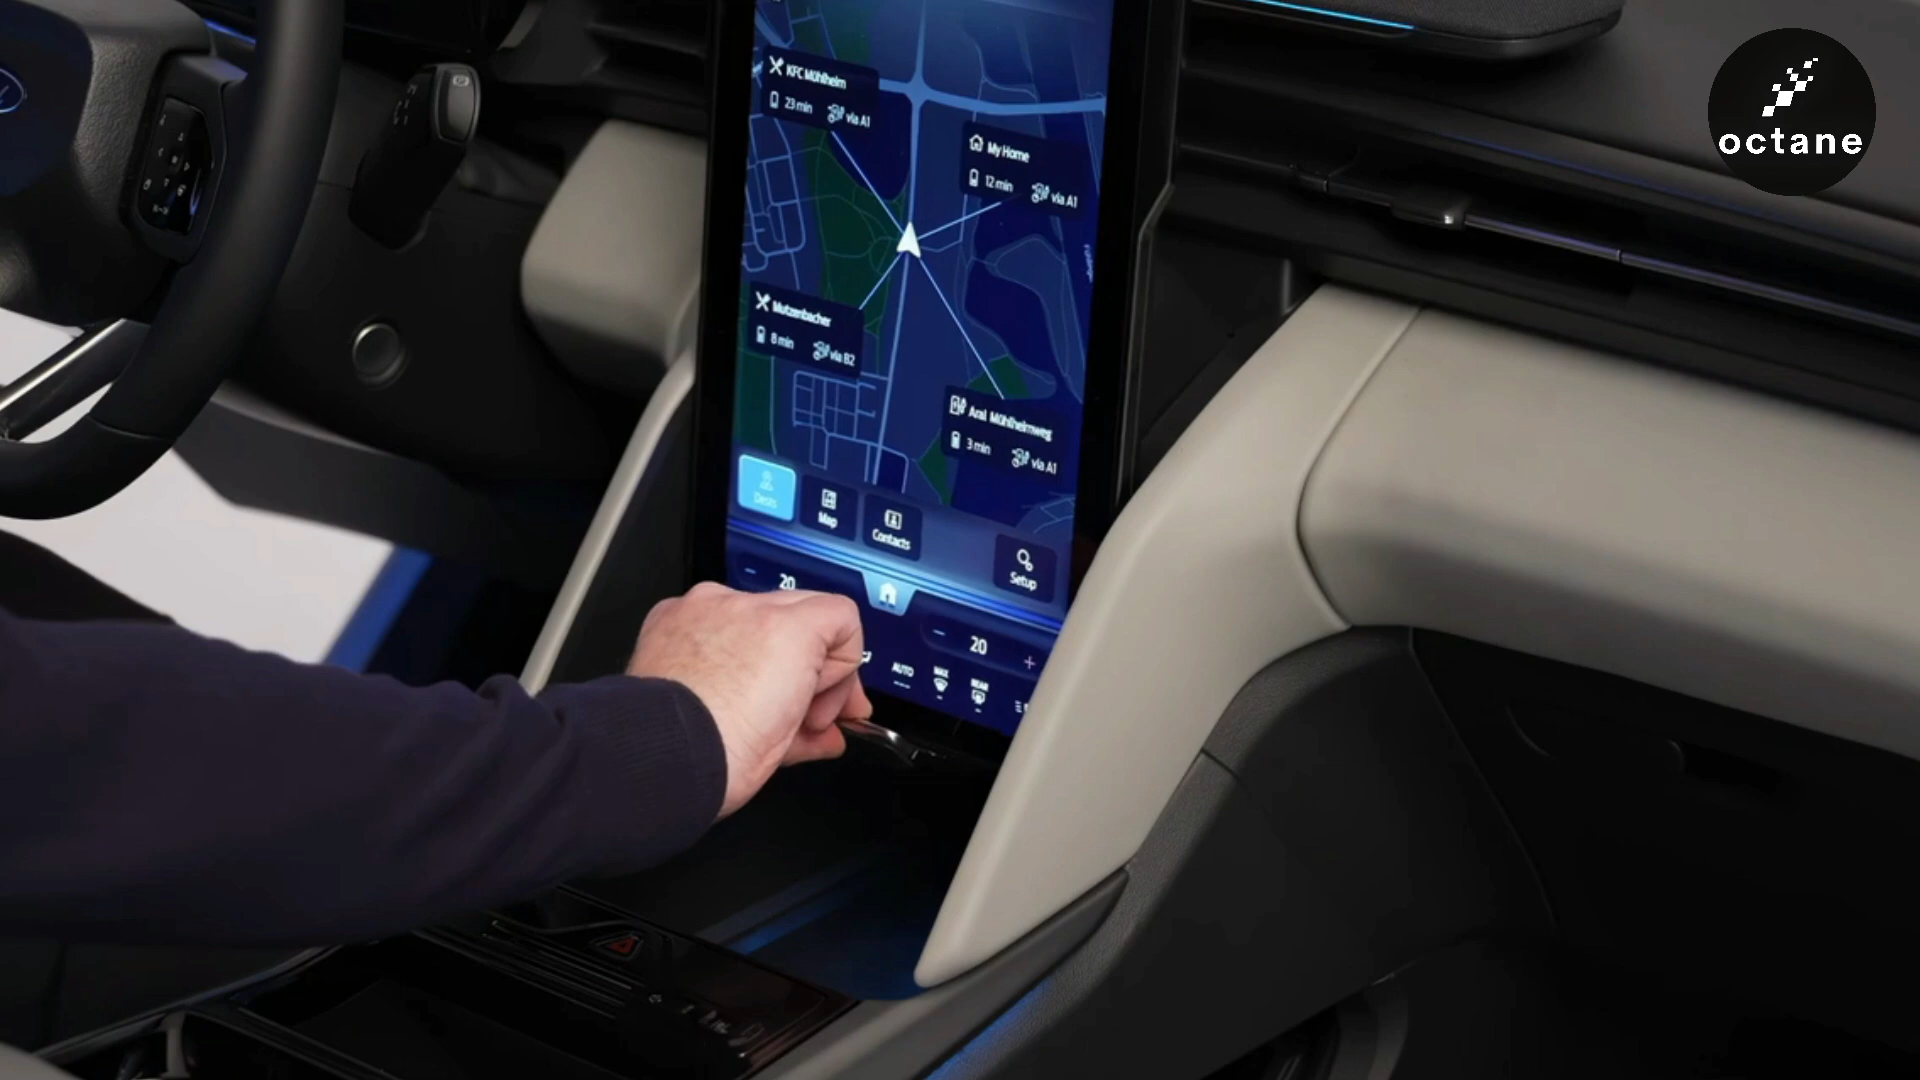 KFC Mühlheim
23 min via A1
My Home
12 min via A1
Mutzenbacher
8 min via B2
Aral Mühlheimweg
3 min via A1
Dests
Map
Contacts
Setup
20
20
AUTO
MAX
REAR
octane